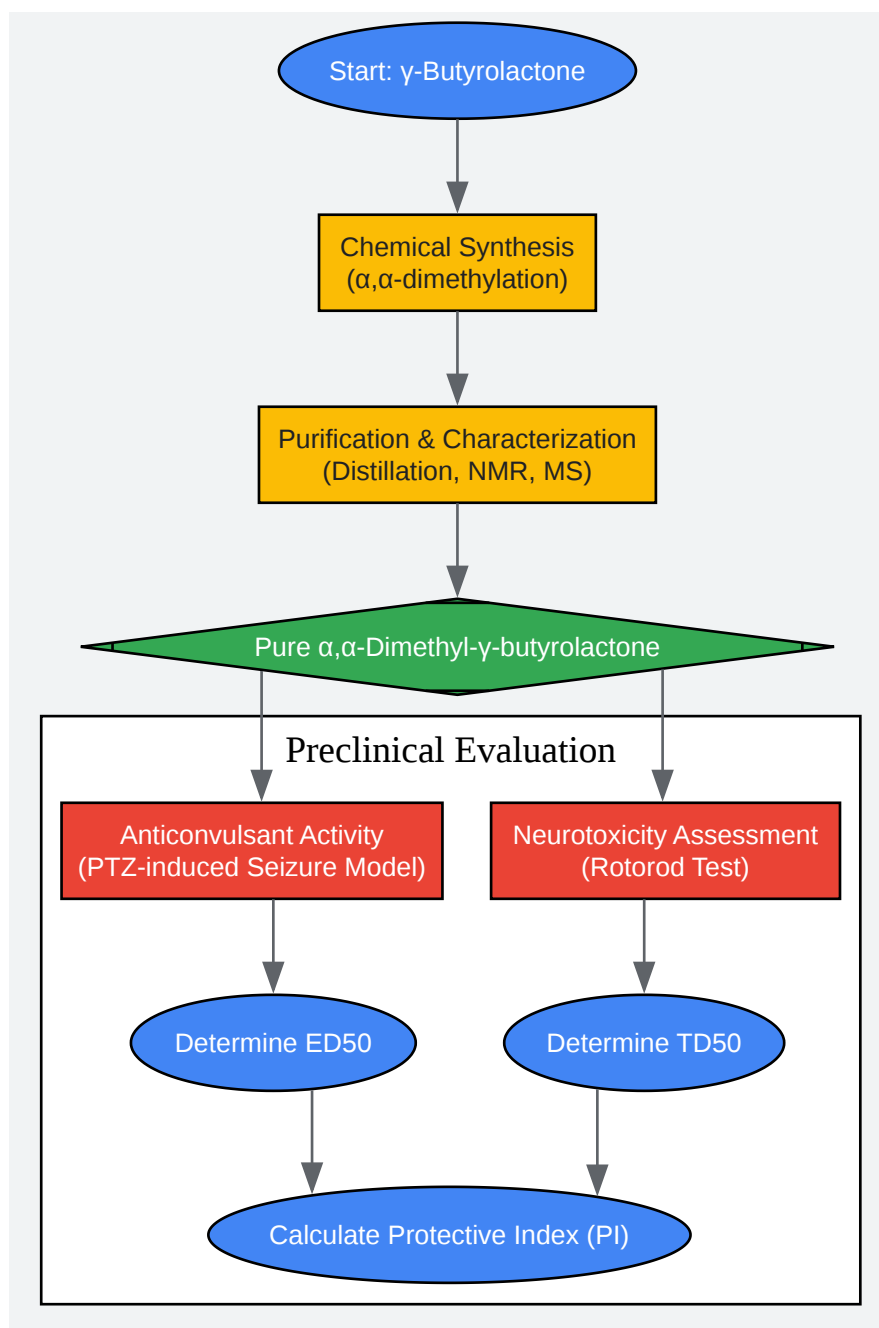 Start: γ-Butyrolactone
Chemical Synthesis
(α,α-dimethylation)
Purification & Characterization
(Distillation, NMR, MS)
Pure α,α-Dimethyl-γ-butyrolactone
Preclinical Evaluation
Anticonvulsant Activity
(PTZ-induced Seizure Model)
Neurotoxicity Assessment
(Rotorod Test)
Determine ED50
Determine TD50
Calculate Protective Index (PI)